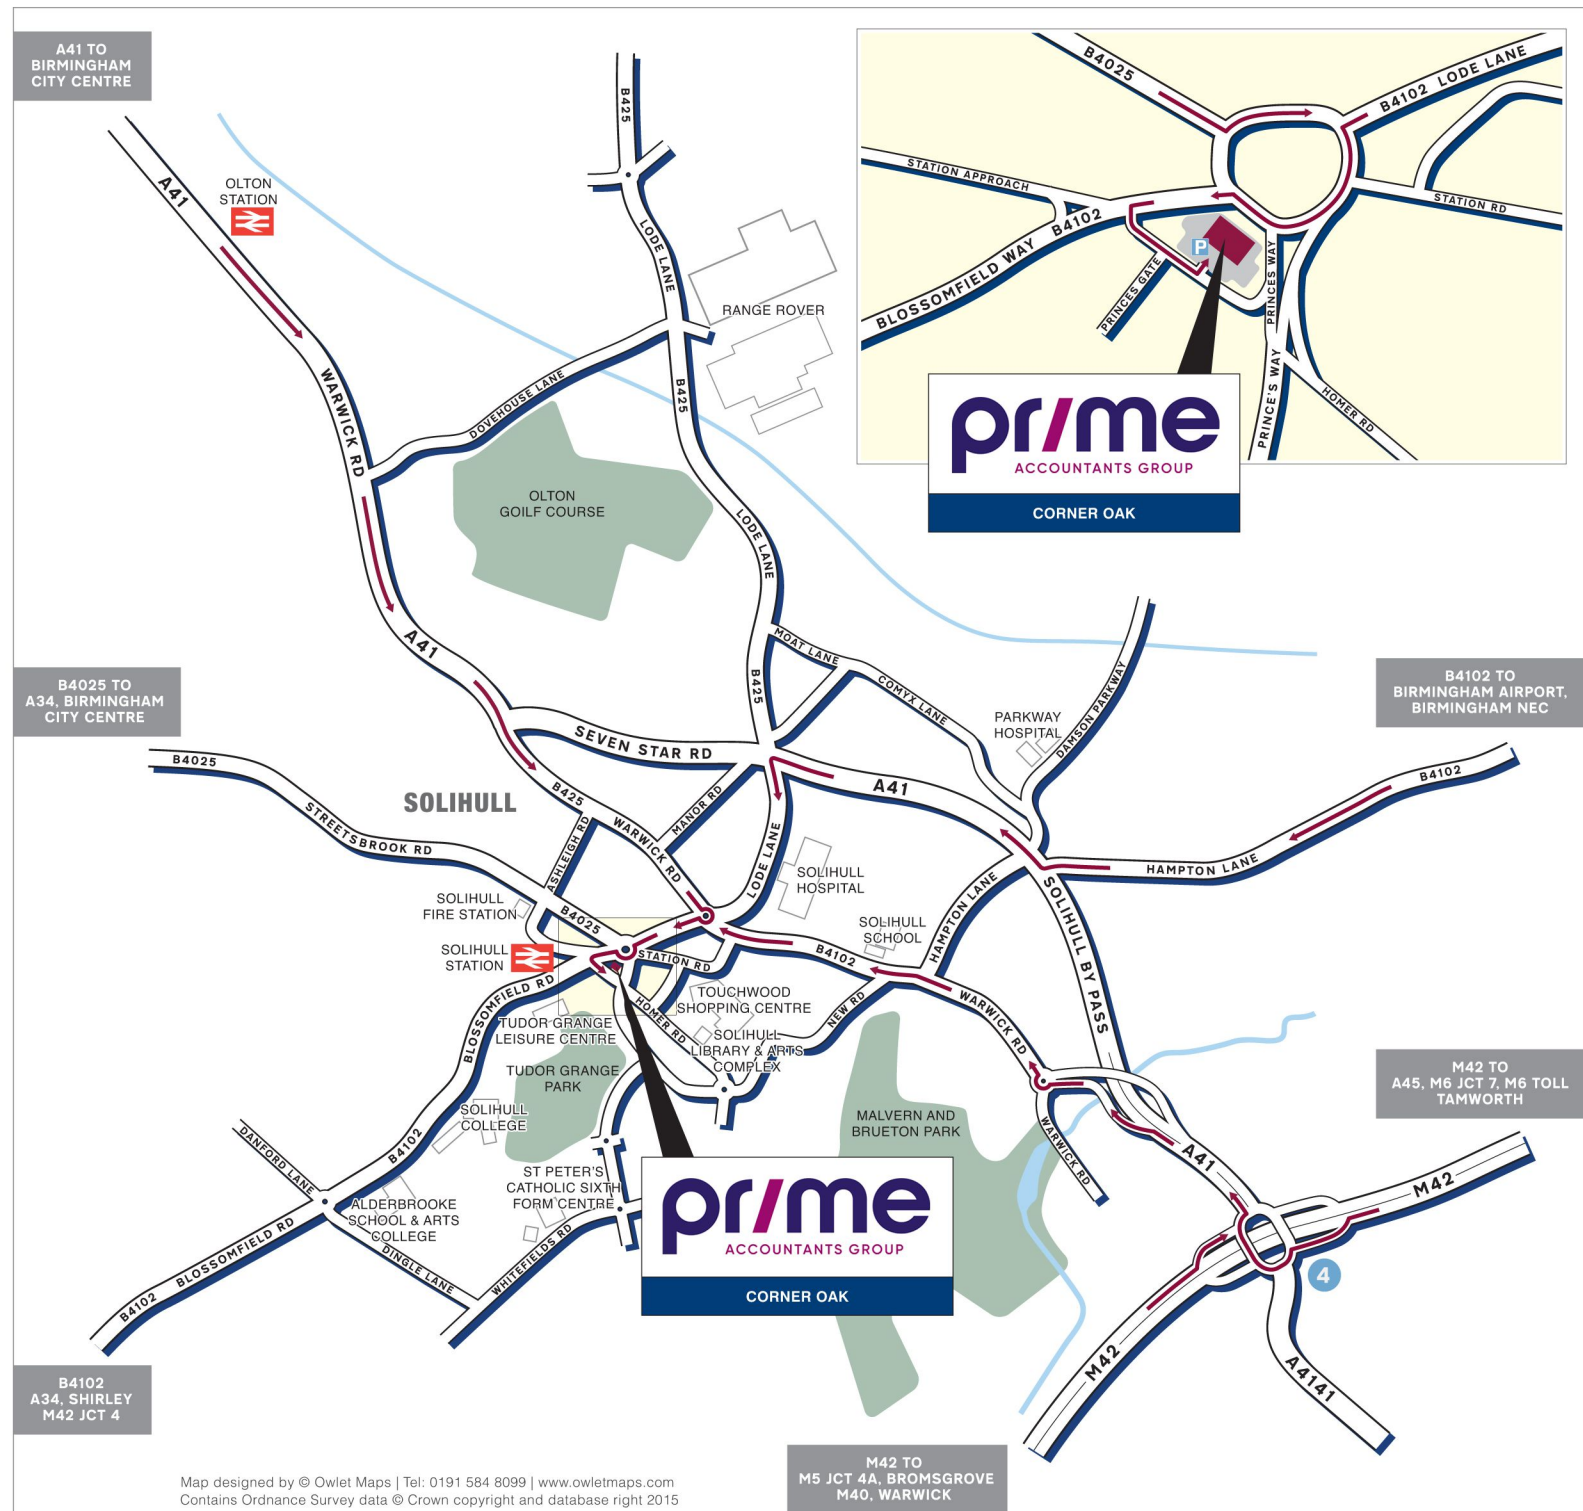 A41 TO
BIRMINGHAM
CITY CENTRE
A41
OLTON
STATION
B425
LODE LANE
RANGE ROVER
B4025
B4102 LODE LANE
STATION APPROACH
STATION RD
BLOSSOMFIELD WAY B4102
P
PRINCES GATE
PRINCES WAY
PRINCE'S WAY
HOMER RD
prime
ACCOUNTANTS GROUP
CORNER OAK
WARWICK RD
DOVEHOUSE LANE
B425
OLTON
GOILF COURSE
LODE LANE
A41
MOAT LANE
COMYX LANE
B425
DAMSON PARKWAY
PARKWAY
HOSPITAL
B4025 TO
A34, BIRMINGHAM
CITY CENTRE
B4102 TO
BIRMINGHAM AIRPORT,
BIRMINGHAM NEC
SEVEN STAR RD
A41
B4025
B4102
SOLIHULL
B425
MANOR RD
STREETSBROOK RD
ASHLEIGH RD
WARWICK RD
LODE LANE
HAMPTON LANE
SOLIHULL
HOSPITAL
SOLIHULL BY PASS
SOLIHULL
FIRE STATION
B4025
SOLIHULL
SCHOOL
HAMPTON LANE
SOLIHULL
STATION
STATION RD
B4102
BLOSSOMFIELD RD
TOUCHWOOD
SHOPPING CENTRE
NEW RD
WARWICK RD
HOMER RD
TUDOR GRANGE
LEISURE CENTRE
SOLIHULL
LIBRARY & ARTS
COMPLEX
TUDOR GRANGE
PARK
M42 TO
A45, M6 JCT 7, M6 TOLL
TAMWORTH
SOLIHULL
COLLEGE
MALVERN AND
BRUETON PARK
WARWICK RD
A41
B4102
DANFORD LANE
ST PETER'S
CATHOLIC SIXTH
FORM CENTRE
M42
ALDERBROOKE
SCHOOL & ARTS
COLLEGE
prime
ACCOUNTANTS GROUP
CORNER OAK
BLOSSOMFIELD RD
DINGLE LANE
WHITEFIELDS RD
4
B4102
M42
A4141
B4102
A34, SHIRLEY
M42 JCT 4
M42 TO
M5 JCT 4A, BROMSGROVE
M40, WARWICK
Map designed by © Owlet Maps | Tel: 0191 584 8099 | www.owletmaps.com
Contains Ordnance Survey data © Crown copyright and database right 2015